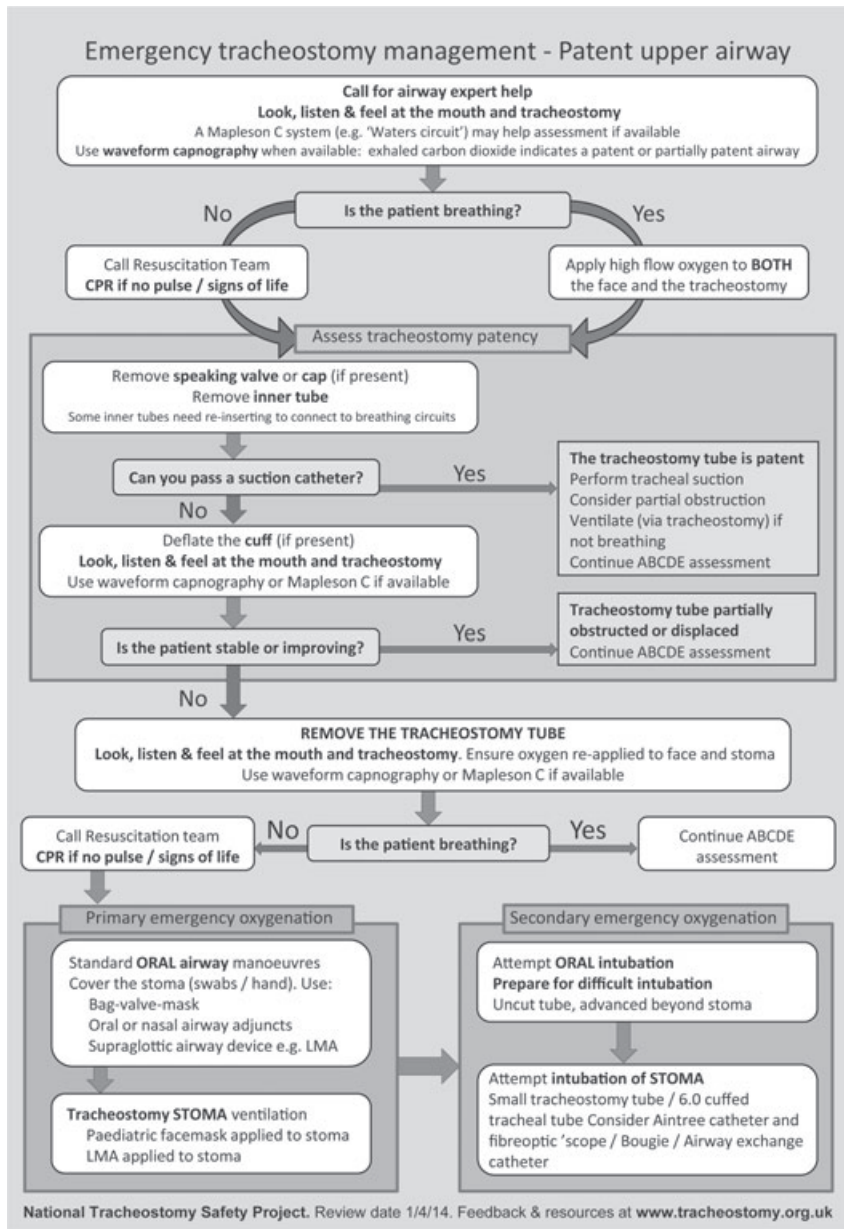 Emergency tracheostomy management - Patent upper airway
Call for airway expert help
Look, listen & feel at the mouth and tracheostomy
A Mapleson C system (e.g. 'Waters circuit') may help assessment if available
Use waveform capnography when available: exhaled carbon dioxide indicates a patent or partially patent airway
No
Is the patient breathing?
Yes
Call Resuscitation Team
CPR if no pulse / signs of life
Apply high flow oxygen to BOTH
the face and the tracheostomy
Assess tracheostomy patency
Remove speaking valve or cap (if present)
Remove inner tube
Some inner tubes need re-inserting to connect to breathing circuits
Can you pass a suction catheter?
Yes
The tracheostomy tube is patent
Perform tracheal suction
Consider partial obstruction
Ventilate (via tracheostomy) if
not breathing
Continue ABCDE assessment
No
Deflate the cuff (if present)
Look, listen & feel at the mouth and tracheostomy
Use waveform capnography or Mapleson C if available
Is the patient stable or improving?
Yes
Tracheostomy tube partially
obstructed or displaced
Continue ABCDE assessment
No
REMOVE THE TRACHEOSTOMY TUBE
Look, listen & feel at the mouth and tracheostomy. Ensure oxygen re-applied to face and stoma
Use waveform capnography or Mapleson C if available
Call Resuscitation team
CPR if no pulse / signs of life
No
Is the patient breathing?
Yes
Continue ABCDE
assessment
Primary emergency oxygenation
Standard ORAL airway manoeuvres
Cover the stoma (swabs / hand). Use:
Bag-valve-mask
Oral or nasal airway adjuncts
Supraglottic airway device e.g. LMA
Tracheostomy STOMA ventilation
Paediatric facemask applied to stoma
LMA applied to stoma
Secondary emergency oxygenation
Attempt ORAL intubation
Prepare for difficult intubation
Uncut tube, advanced beyond stoma
Attempt intubation of STOMA
Small tracheostomy tube / 6.0 cuffed
tracheal tube Consider Aintree catheter and
fibreoptic 'scope / Bougie / Airway exchange
catheter
National Tracheostomy Safety Project. Review date 1/4/14. Feedback & resources at www.tracheostomy.org.uk